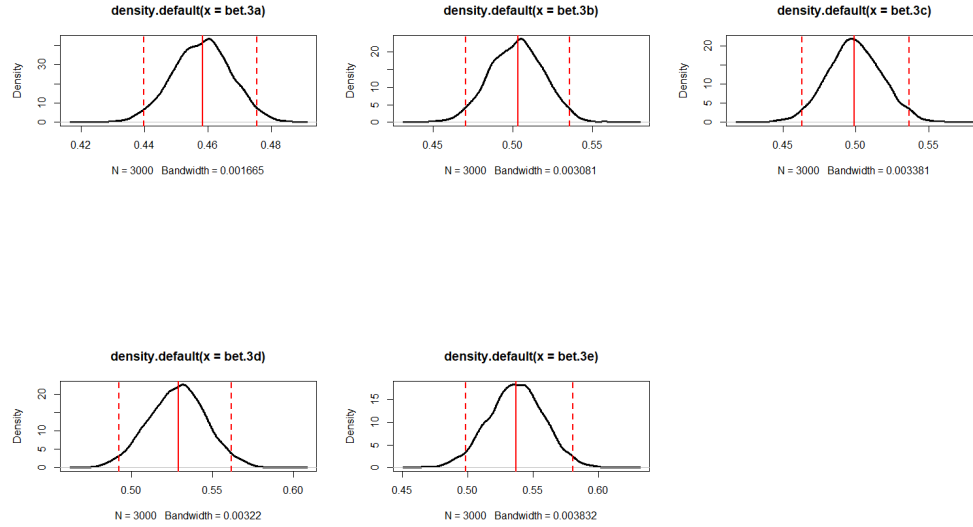 density.default(x = bet.3a)
Density
10
30
0.42 0.44 0.46 0.48
N = 3000 Bandwidth = 0.001665
density.default(x = bet.3b)
Density
0 5 10 20
0.45 0.50 0.55
N = 3000 Bandwidth = 0.003081
density.default(x = bet.3c)
Density
0 5 10 20
0.45 0.50 0.55
N = 3000 Bandwidth = 0.003381
density.default(x = bet.3d)
Density
0 5 10 20
0.50 0.55 0.60
N = 3000 Bandwidth = 0.00322
density.default(x = bet.3e)
Density
0 5 10 15
0.45 0.50 0.55 0.60
N = 3000 Bandwidth = 0.003832